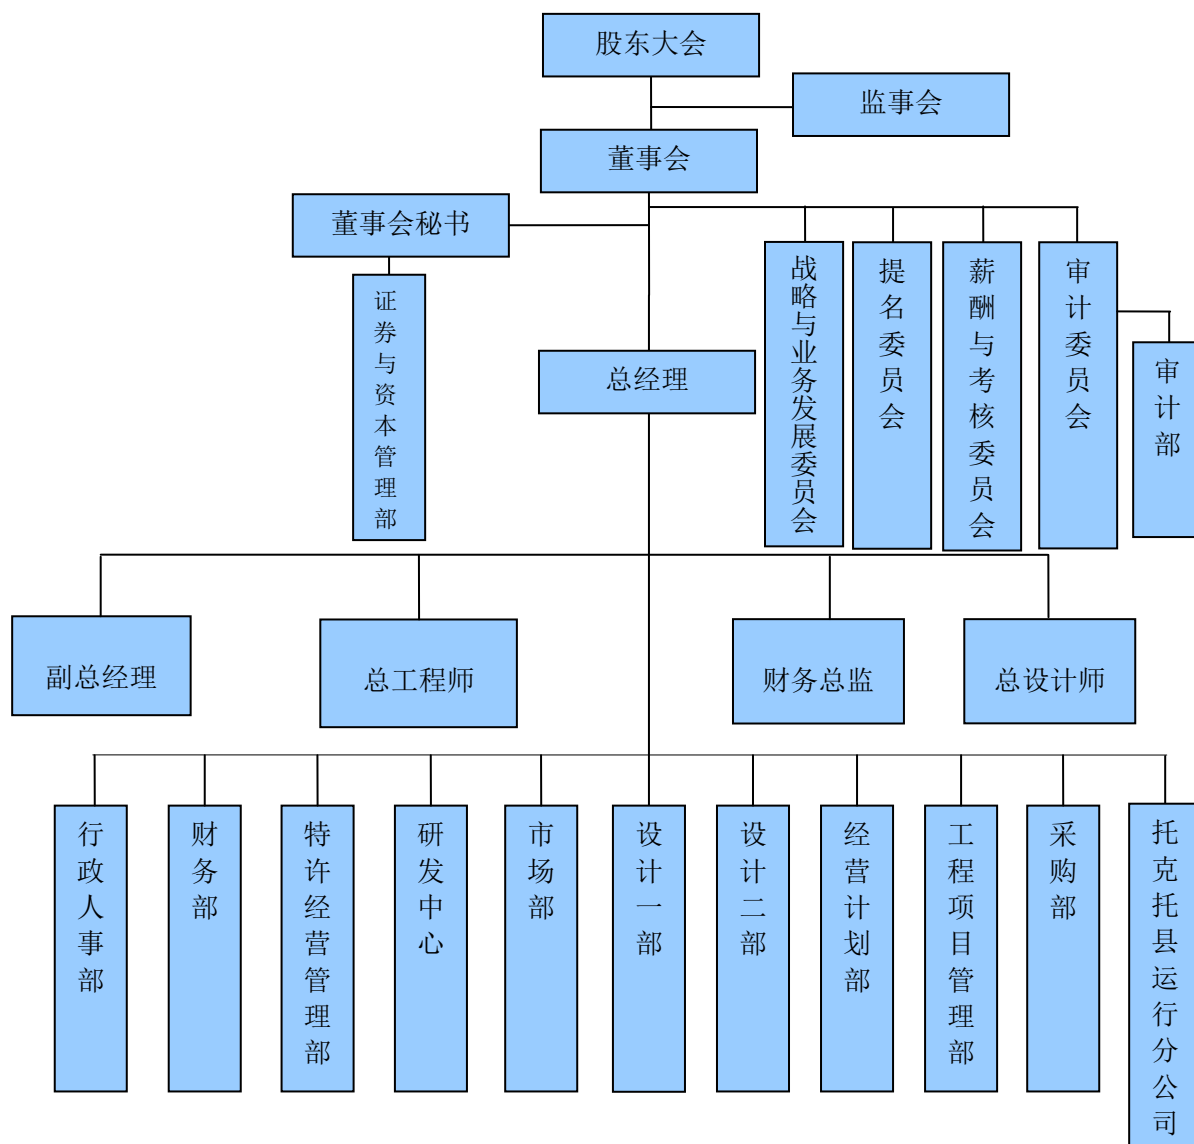 股东大会
监事会
董事会
董事会秘书
战略与业务发展委员会
提名委员会
薪酬与考核委员会
审计委员会
证券与资本管理部
审计部
总经理
副总经理
总工程师
财务总监
总设计师
行政人事部
财务部
特许经营管理部
研发中心
市场部
设计一部
设计二部
经营计划部
工程项目管理部
采购部
托克托县运行分公司